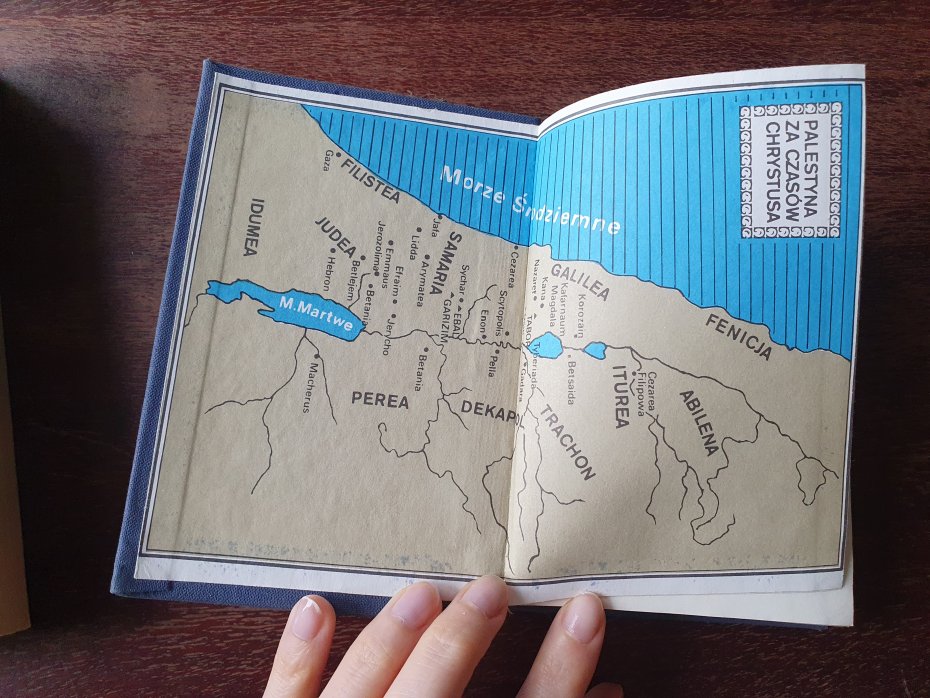 PALESTYNA
ZA CZASÓW
CHRYSTUSA
Morze Śródziemne
FENICJA
GALILEA
Korozain
Kafarnaum
Magdala
Kana
Nazaret
TABOR
Tyberiada
Betsaida
Gadara
Cezarea
Filipowa
ITUREA
ABILENA
TRACHON
Cezarea
Scytopolis
Pella
Enon
Sychar
EBAL
GARIZIM
SAMARIA
DEKAP
Jafa
Lidda
Arymatea
Efraim
Emmaus
Jerozolima
Betania
Jerycho
Betania
PEREA
FILISTEA
Gaza
JUDEA
Betlejem
Hebron
IDUMEA
M.Martwe
Macherus